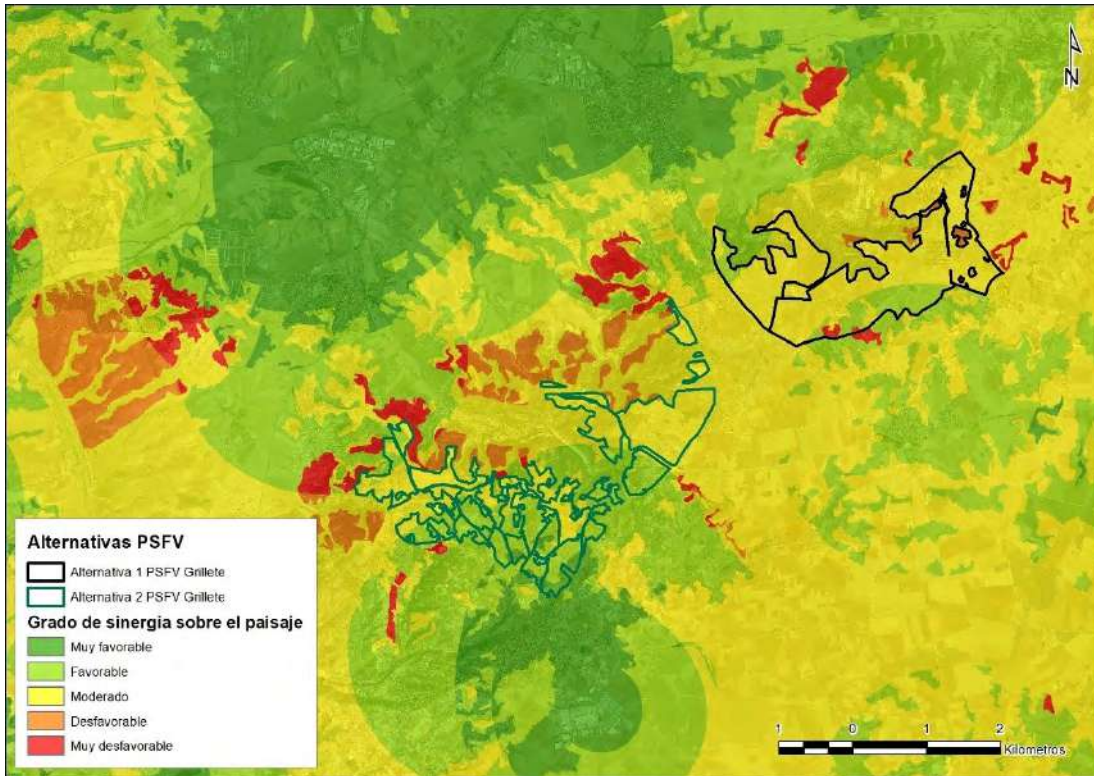 N
Alternativas PSFV
Alternativa 1 PSFV Grillete
Alternativa 2 PSFV Grillete
Grado de sinergia sobre el paisaje
Muy favorable
Favorable
Moderado
Desfavorable
Muy desfavorable
1 0 1 2
Kilómetros